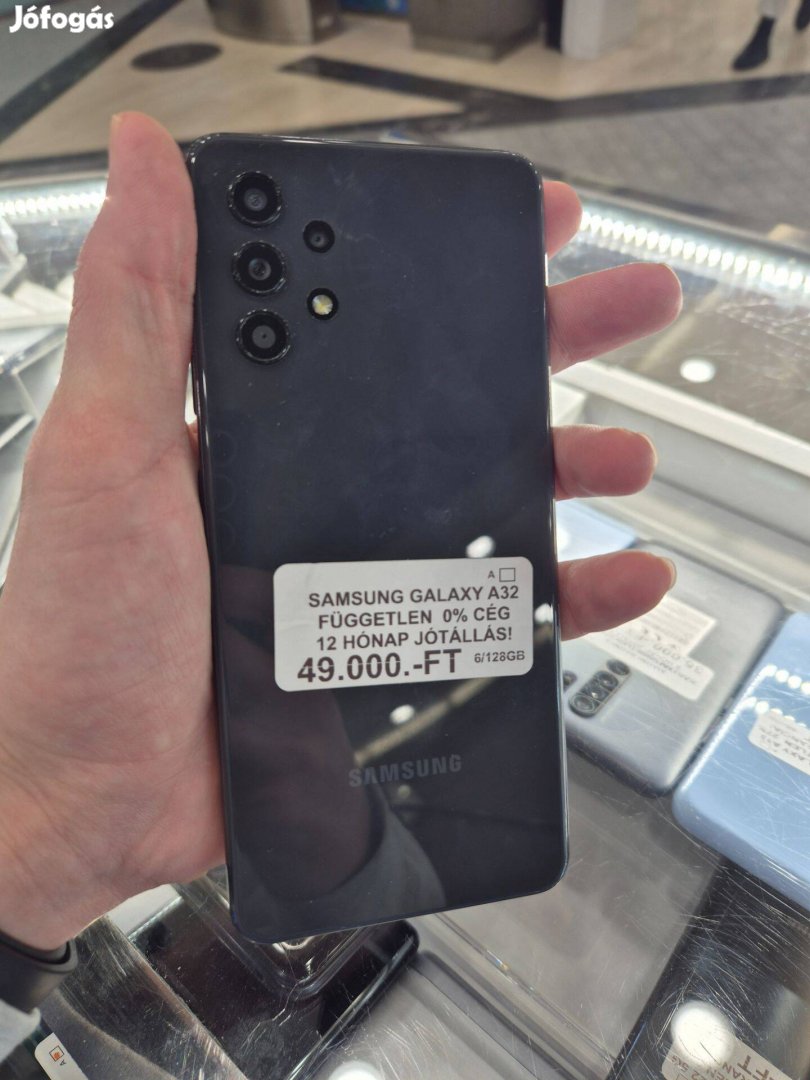 Jófogás
A
SAMSUNG GALAXY A32
FÜGGETLEN 0% CÉG
12 HÓNAP JÓTÁLLÁS!
49.000.-FT 6/128GB
SAMSUNG